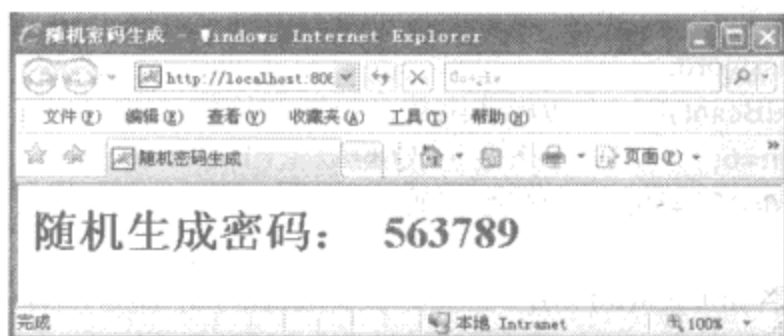 随机密码生成 - Windows Internet Explorer
http://localhost:808
Google
文件(F) 编辑(E) 查看(V) 收藏夹(A) 工具(T) 帮助(H)
随机密码生成 页面(P)
随机生成密码： 563789
完成 本地 Intranet 100%